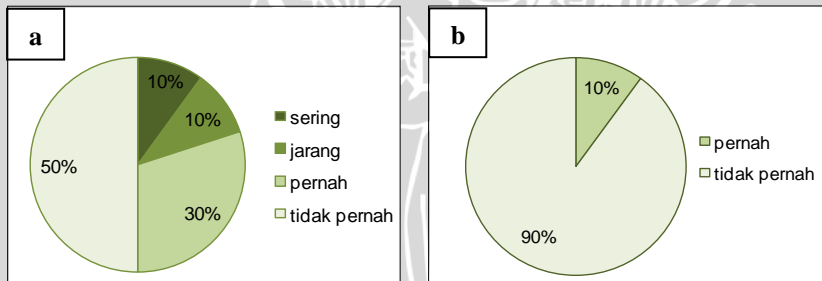 a
10%
10%
30%
50%
sering
jarang
pernah
tidak pernah
b
10%
90%
pernah
tidak pernah